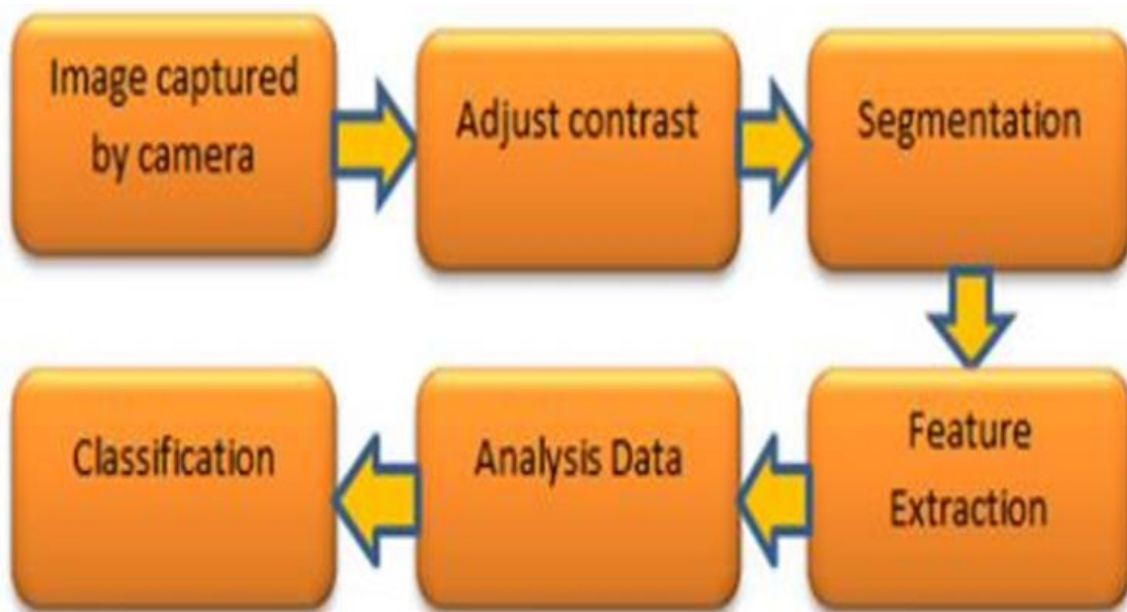 Image captured
by camera
Adjust contrast
Segmentation
Feature
Extraction
Analysis Data
Classification